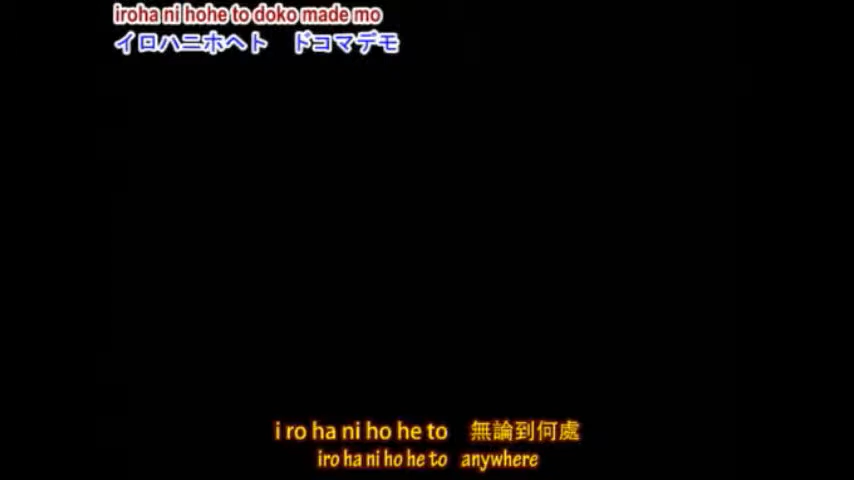 iroha ni hohe to doko made mo
イロハニホヘト　ドコマデモ
i ro ha ni ho he to　無論到何處
iro ha ni ho he to anywhere